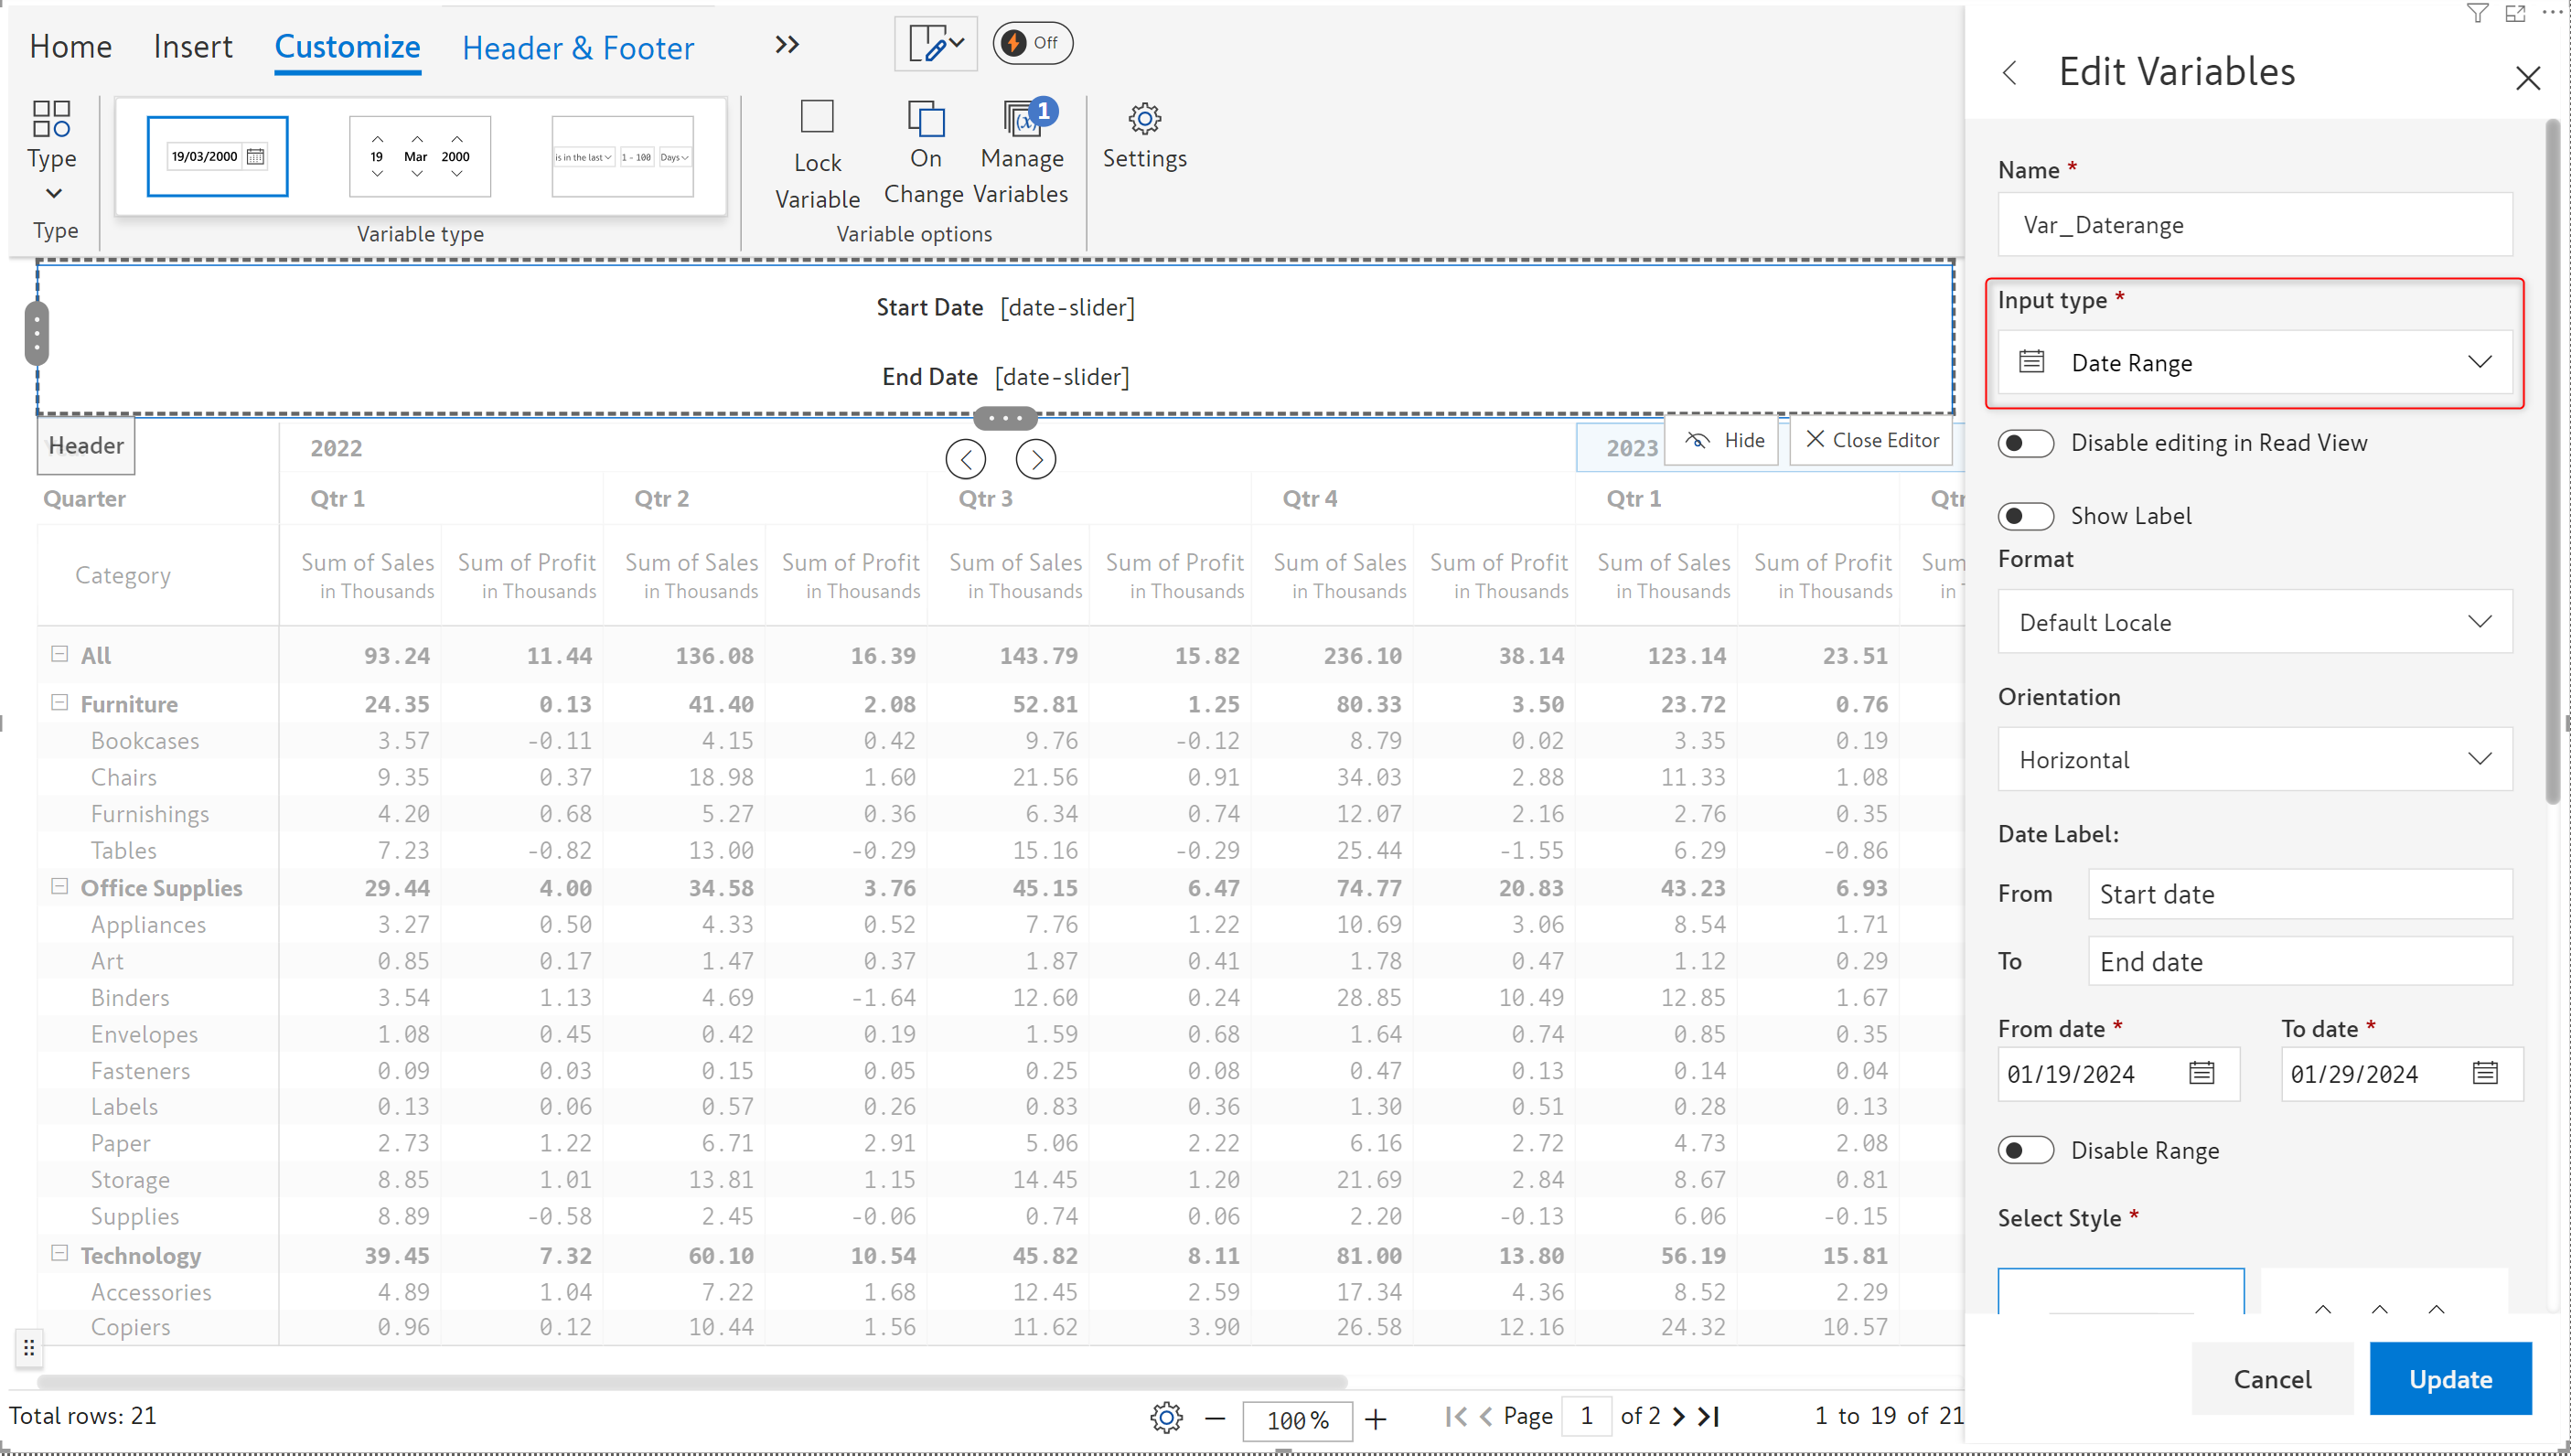 Home Insert Customize Header & Footer Off
Type
Type
19/03/2000
19 Mar 2000
is in the last 1 - 100 Days
Variable type
Lock
Variable
On
Change
Manage
Variables
1
(x)
Variable options
Settings
Start Date [date-slider]
End Date [date-slider]
Header 2022 2023 Hide Close Editor
Quarter Qtr 1 Qtr 2 Qtr 3 Qtr 4 Qtr 1 Qtr
Category Sum of Sales Sum of Profit Sum of Sales Sum of Profit Sum of Sales Sum of Profit Sum of Sales Sum of Profit Sum of Sales Sum of Profit Sum
in Thousands in Thousands in Thousands in Thousands in Thousands in Thousands in Thousands in Thousands in Thousands in Thousands in
All 93.24 11.44 136.08 16.39 143.79 15.82 236.10 38.14 123.14 23.51
Furniture 24.35 0.13 41.40 2.08 52.81 1.25 80.33 3.50 23.72 0.76
Bookcases 3.57 -0.11 4.15 0.42 9.76 -0.12 8.79 0.02 3.35 0.19
Chairs 9.35 0.37 18.98 1.60 21.56 0.91 34.03 2.88 11.33 1.08
Furnishings 4.20 0.68 5.27 0.36 6.34 0.74 12.07 2.16 2.76 0.35
Tables 7.23 -0.82 13.00 -0.29 15.16 -0.29 25.44 -1.55 6.29 -0.86
Office Supplies 29.44 4.00 34.58 3.76 45.15 6.47 74.77 20.83 43.23 6.93
Appliances 3.27 0.50 4.33 0.52 7.76 1.22 10.69 3.06 8.54 1.71
Art 0.85 0.17 1.47 0.37 1.87 0.41 1.78 0.47 1.12 0.29
Binders 3.54 1.13 4.69 -1.64 12.60 0.24 28.85 10.49 12.85 1.67
Envelopes 1.08 0.45 0.42 0.19 1.59 0.68 1.64 0.74 0.85 0.35
Fasteners 0.09 0.03 0.15 0.05 0.25 0.08 0.47 0.13 0.14 0.04
Labels 0.13 0.06 0.57 0.26 0.83 0.36 1.30 0.51 0.28 0.13
Paper 2.73 1.22 6.71 2.91 5.06 2.22 6.16 2.72 4.73 2.08
Storage 8.85 1.01 13.81 1.15 14.45 1.20 21.69 2.84 8.67 0.81
Supplies 8.89 -0.58 2.45 -0.06 0.74 0.06 2.20 -0.13 6.06 -0.15
Technology 39.45 7.32 60.10 10.54 45.82 8.11 81.00 13.80 56.19 15.81
Accessories 4.89 1.04 7.22 1.68 12.45 2.59 17.34 4.36 8.52 2.29
Copiers 0.96 0.12 10.44 1.56 11.62 3.90 26.58 12.16 24.32 10.57
Total rows: 21 100% Page 1 of 2 1 to 19 of 21
Edit Variables
Name *
Var_Daterange
Input type *
Date Range
Disable editing in Read View
Show Label
Format
Default Locale
Orientation
Horizontal
Date Label:
From Start date
To End date
From date * To date *
01/19/2024 01/29/2024
Disable Range
Select Style *
Cancel Update